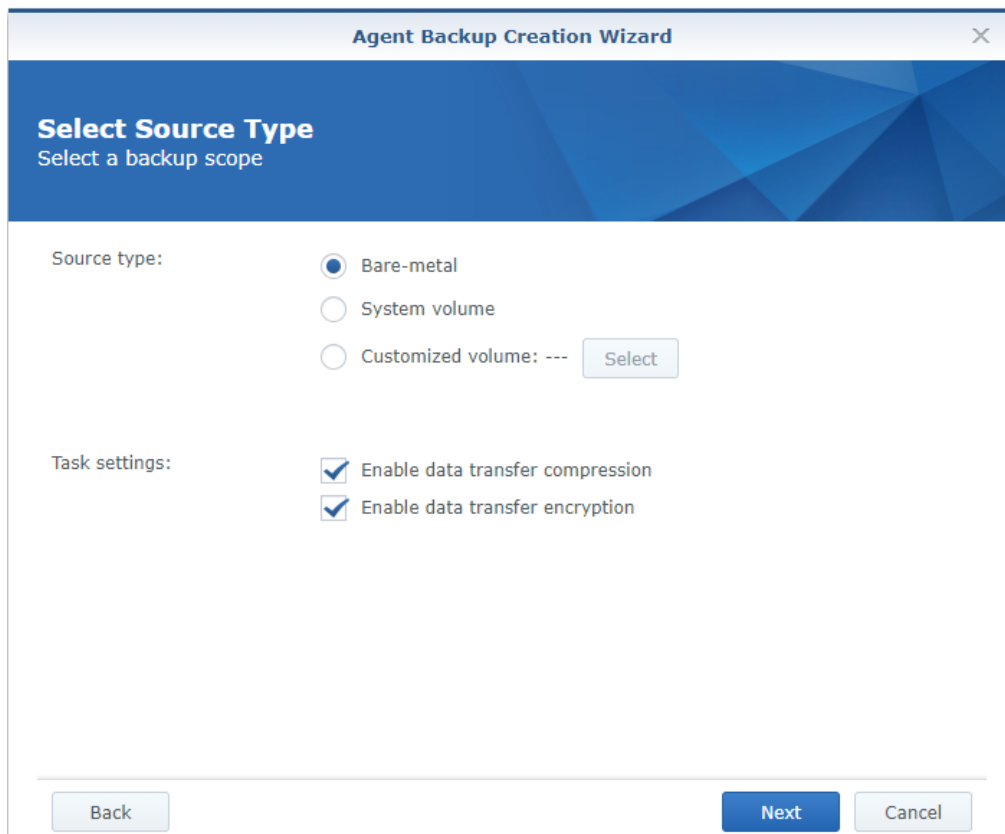 Agent Backup Creation Wizard
Select Source Type
Select a backup scope
Source type:
Bare-metal
System volume
Customized volume: --- Select
Task settings:
Enable data transfer compression
Enable data transfer encryption
Back Next Cancel